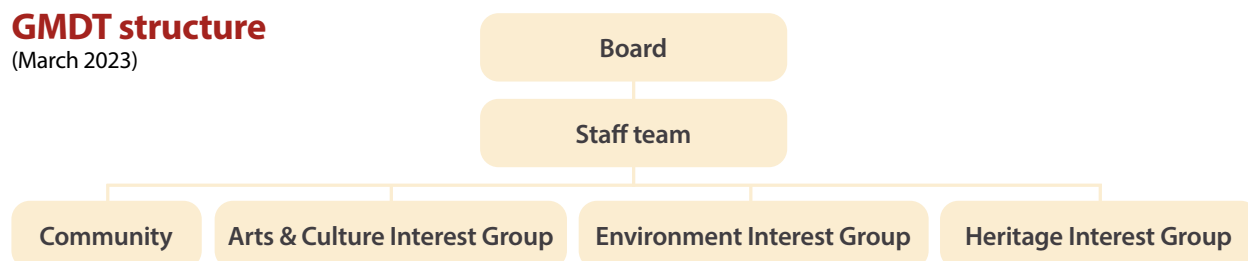 GMDT structure
(March 2023)
Board
Staff team
Community
Arts & Culture Interest Group
Environment Interest Group
Heritage Interest Group